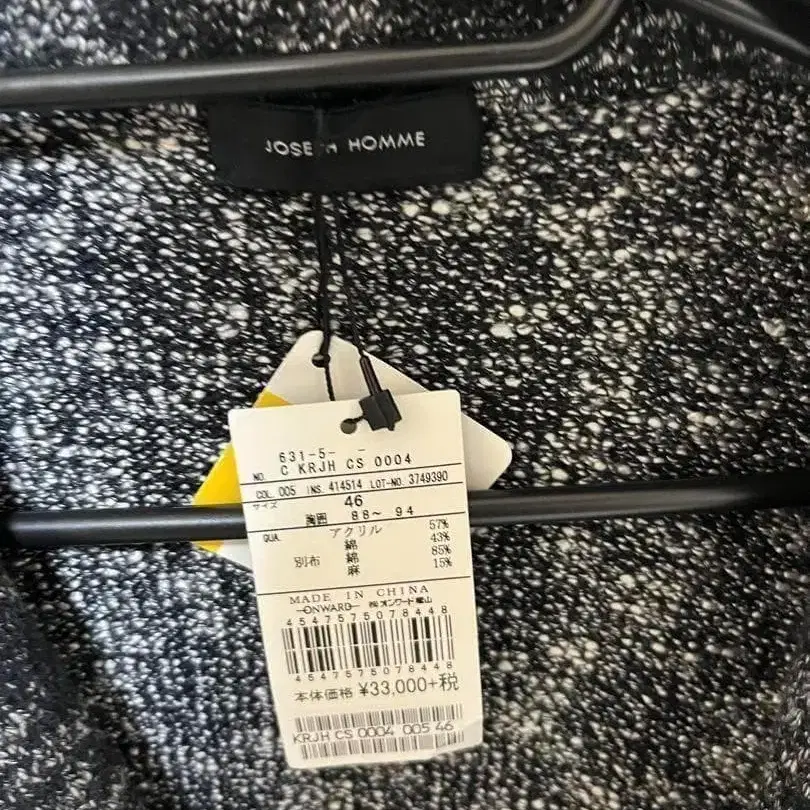 JOSEPH HOMME
631-5- -
NO. C KRJH CS 0004
COL. 005 INS. 414514 LOT-NO. 3749390
サイズ 46
胸囲 88～ 94
QUA. アクリル 57%
綿 43%
別布 綿 85%
麻 15%
MADE IN CHINA
ONWARD ㈱オンワード樫山
4547575078448
4547575078448
本体価格 ¥33,000+税
KRJH CS 0004 005 46